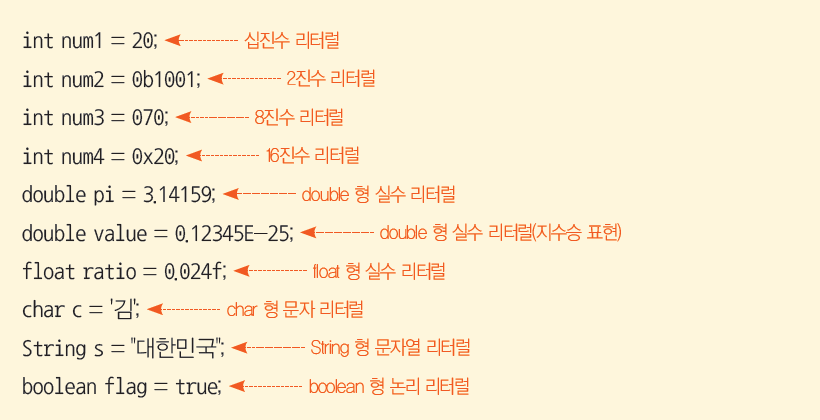 int num1 = 20; 십진수 리터럴
int num2 = 0b1001; 2진수 리터럴
int num3 = 070; 8진수 리터럴
int num4 = 0x20; 16진수 리터럴
double pi = 3.14159; double 형 실수 리터럴
double value = 0.12345E-25; double 형 실수 리터럴(지수승 표현)
float ratio = 0.024f; float 형 실수 리터럴
char c = '김'; char 형 문자 리터럴
String s = "대한민국"; String 형 문자열 리터럴
boolean flag = true; boolean 형 논리 리터럴